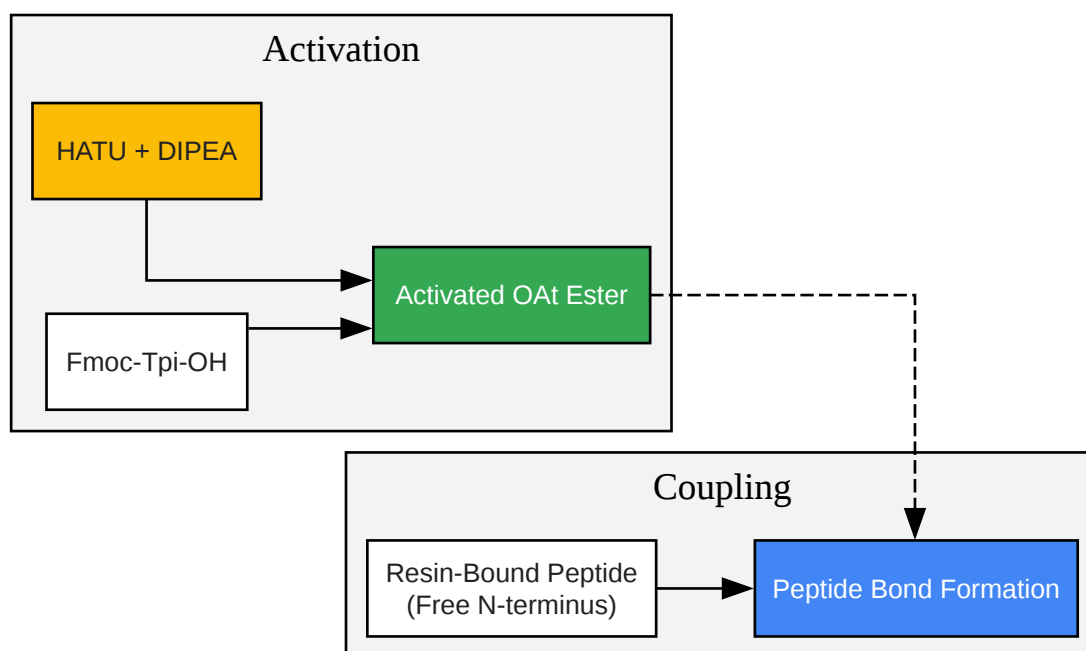 Activation
HATU + DIPEA
Activated OAt Ester
Fmoc-Tpi-OH
Coupling
Resin-Bound Peptide
(Free N-terminus)
Peptide Bond Formation